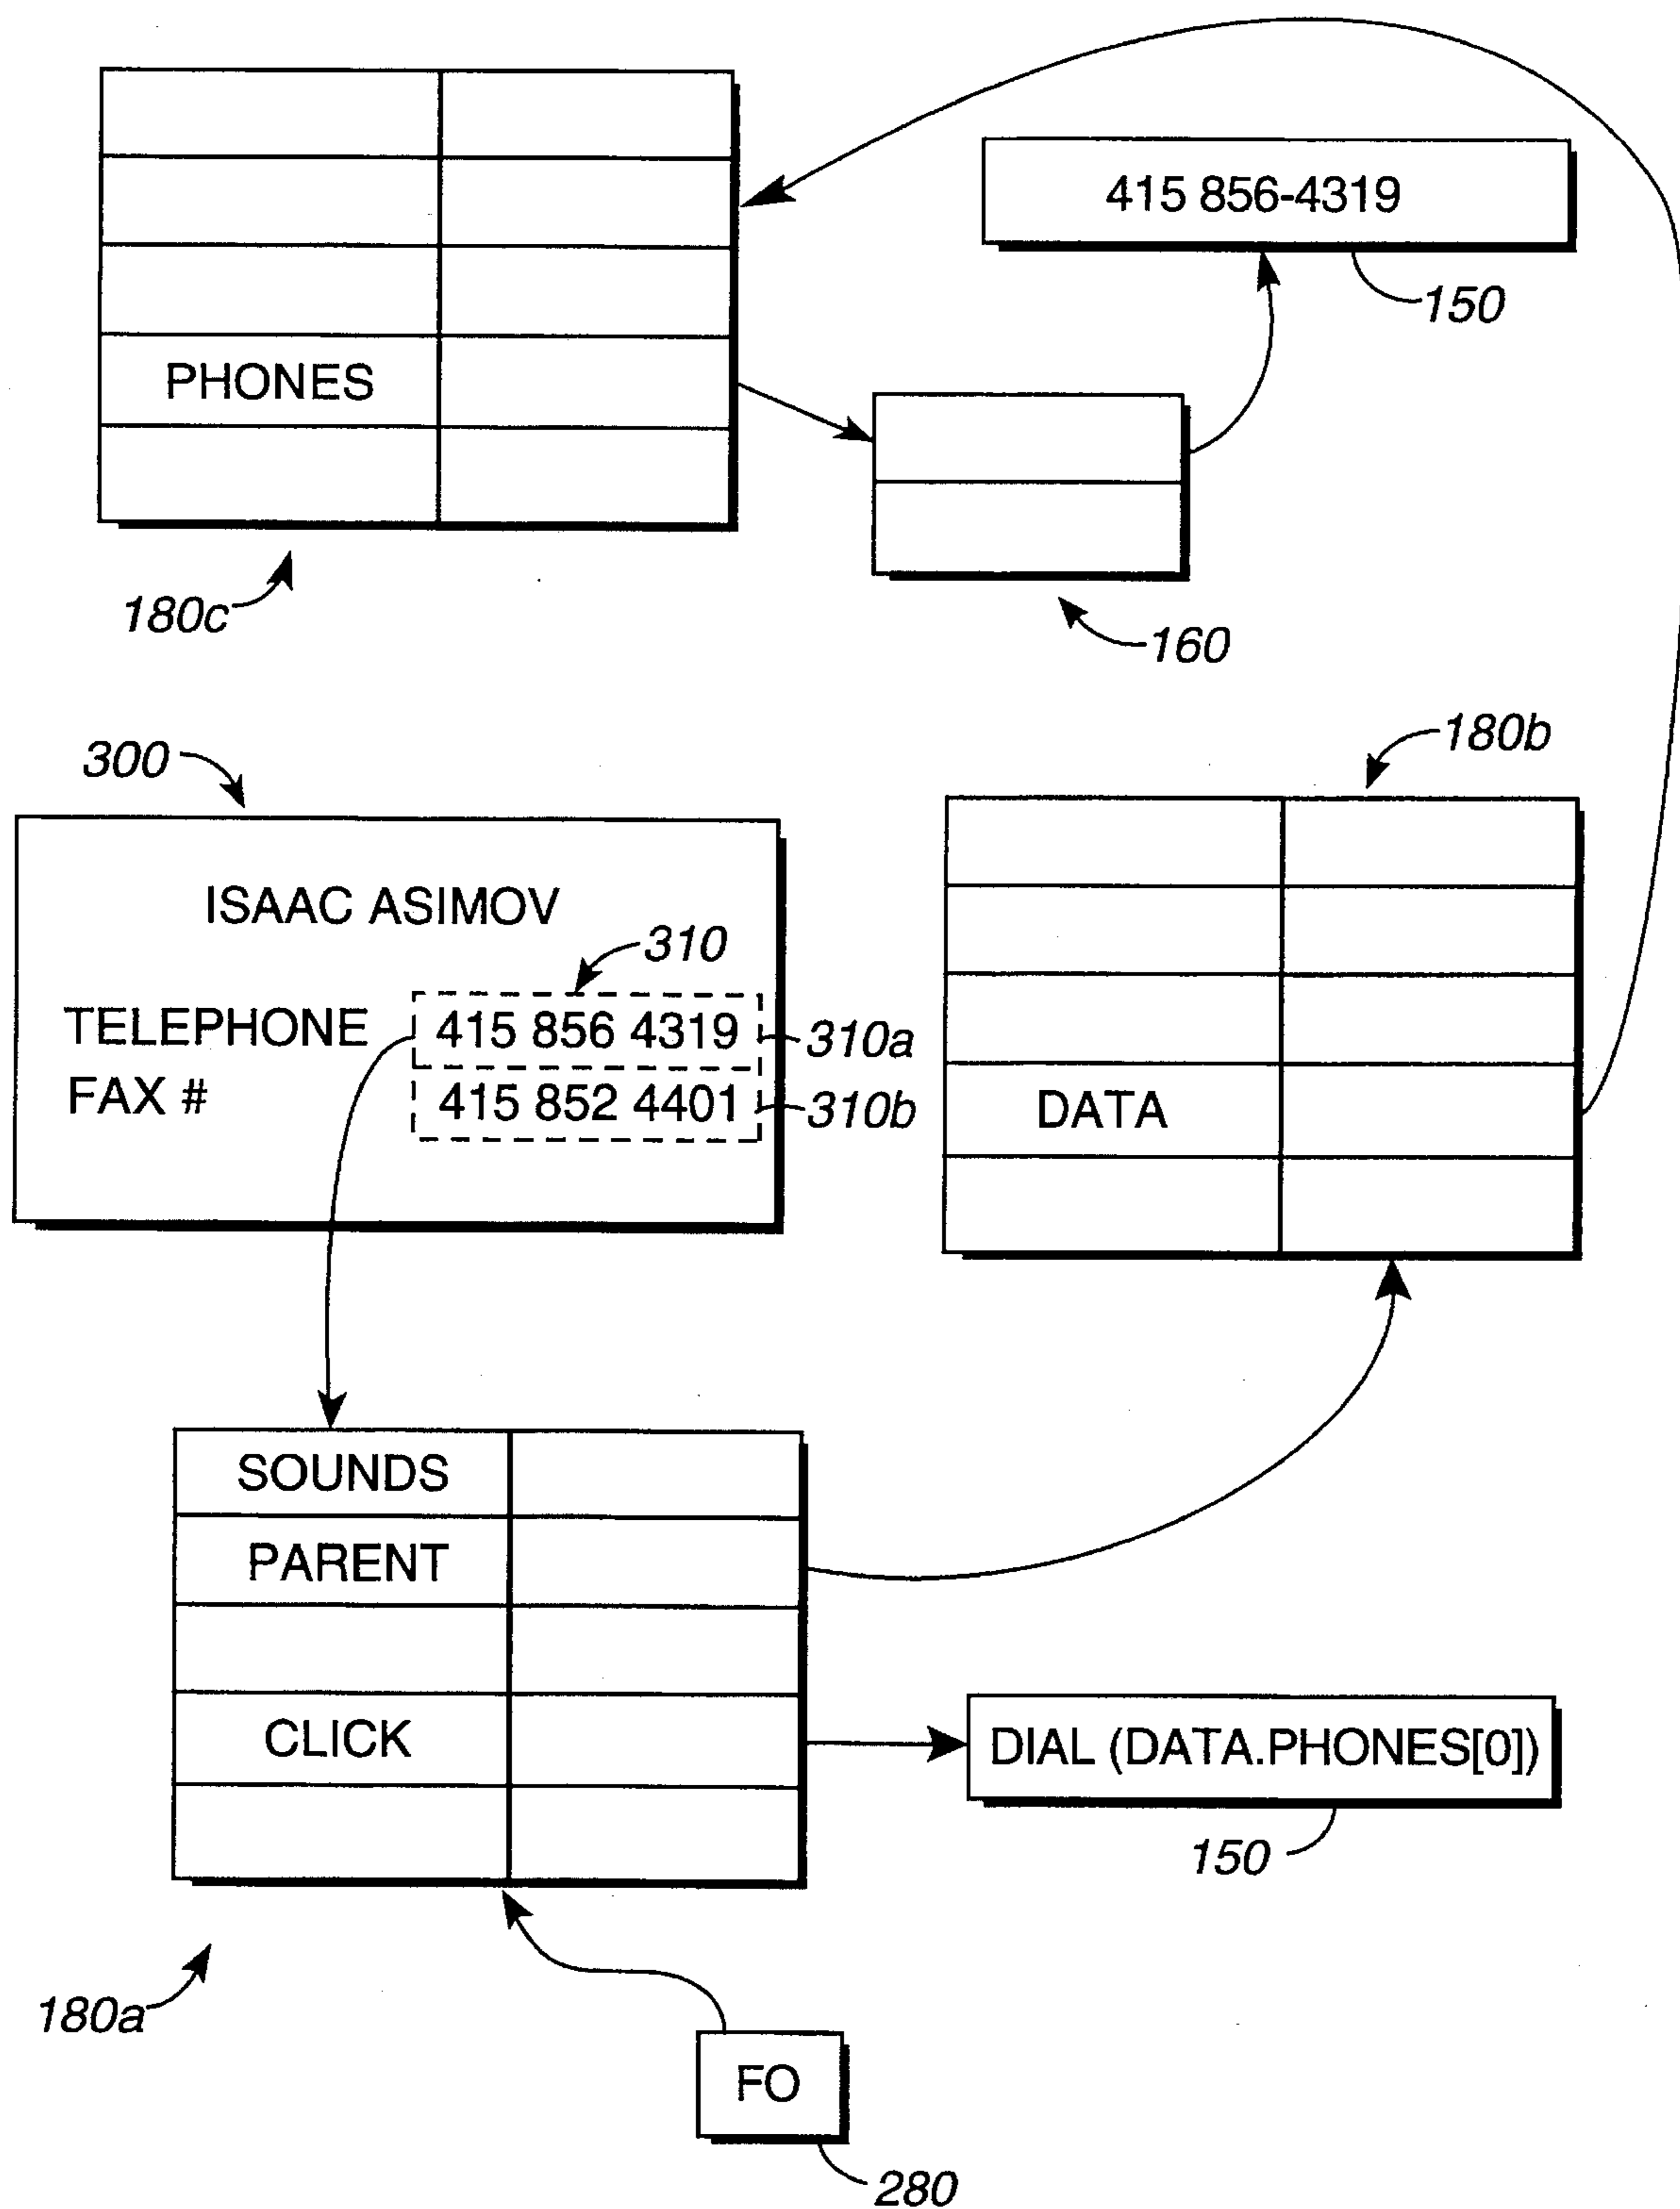 415 856-4319
150
PHONES
180c
160
300
180b
ISAAC ASIMOV
310
TELEPHONE 415 856 4319 310a
FAX # 415 852 4401 310b
DATA
SOUNDS
PARENT
CLICK
DIAL (DATA.PHONES[0])
150
180a
FO
280